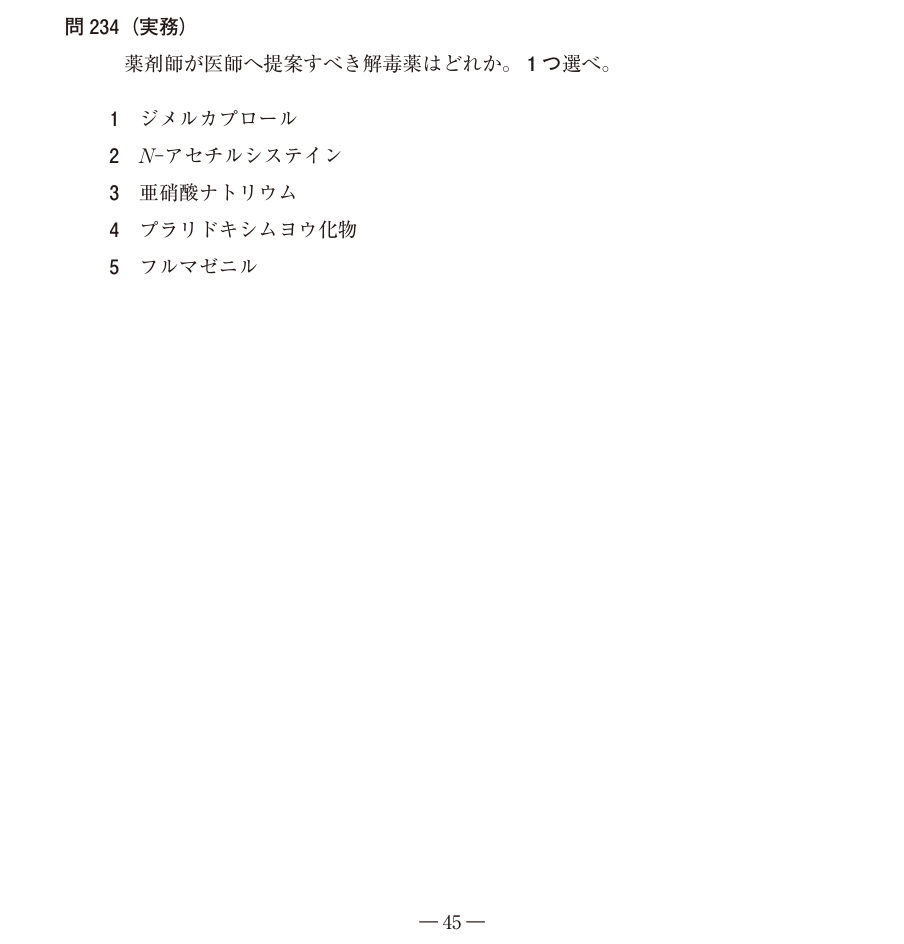 問 234（実務）
薬剤師が医師へ提案すべき解毒薬はどれか。1つ選べ。
1 ジメルカプロール
2 N-アセチルシステイン
3 亜硝酸ナトリウム
4 プラリドキシムヨウ化物
5 フルマゼニル
— 45 —